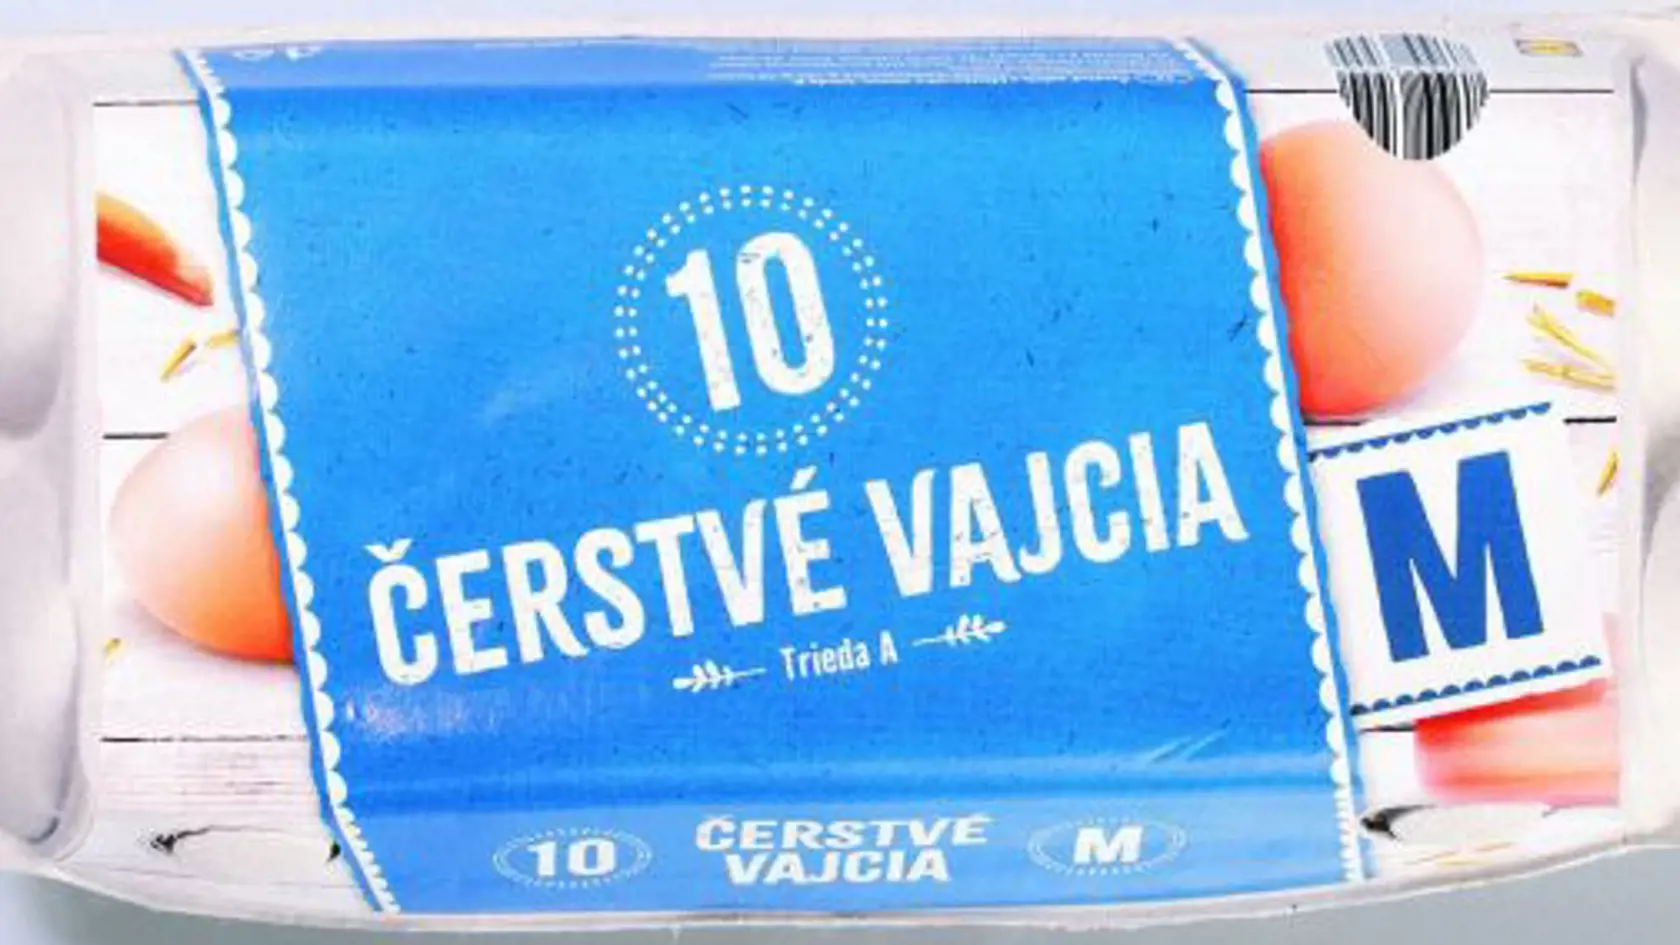 10
ČERSTVÉ VAJCIA
Trieda A
M
10
ČERSTVÉ
VAJCIA
M